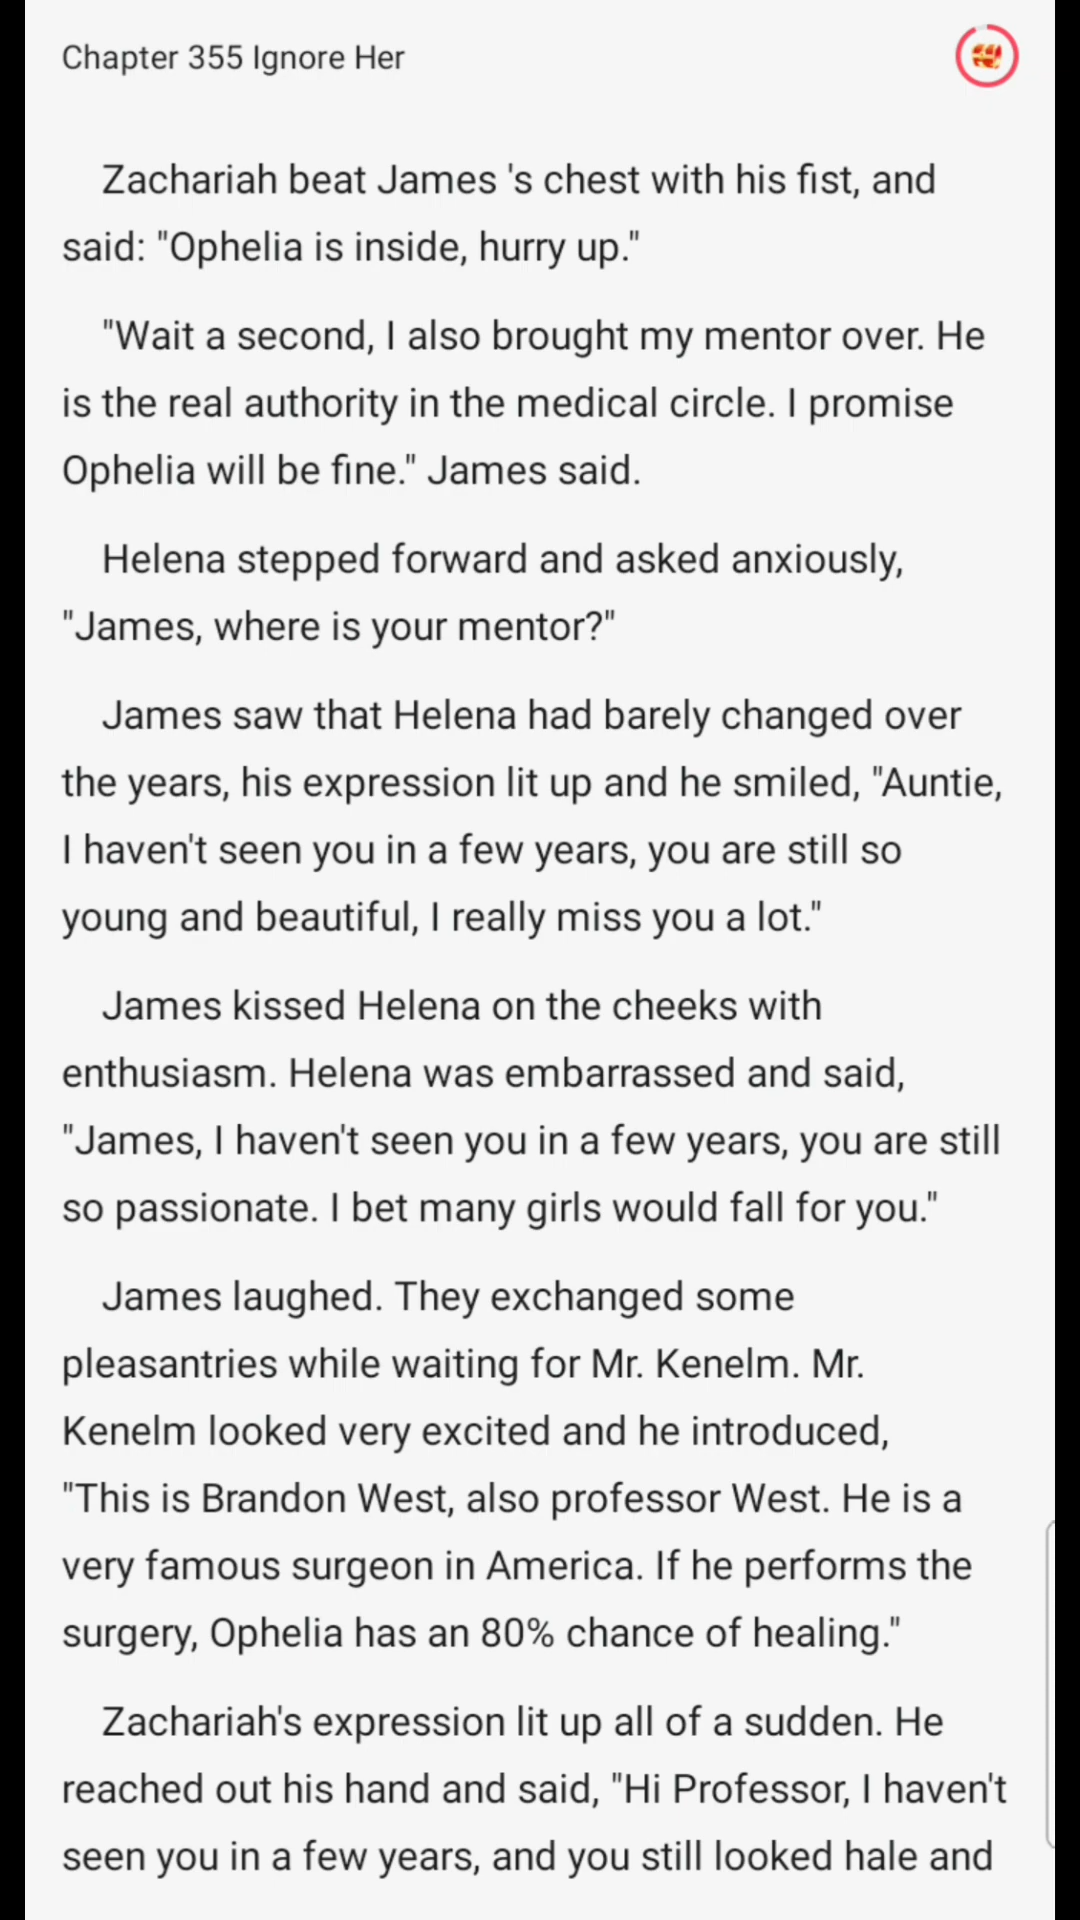 Chapter 355 Ignore Her
Zachariah beat James 's chest with his fist, and
said: "Ophelia is inside, hurry up."
"Wait a second, I also brought my mentor over. He
is the real authority in the medical circle. I promise
Ophelia will be fine." James said.
Helena stepped forward and asked anxiously,
"James, where is your mentor?"
James saw that Helena had barely changed over
the years, his expression lit up and he smiled, "Auntie,
I haven't seen you in a few years, you are still so
young and beautiful, I really miss you a lot."
James kissed Helena on the cheeks with
enthusiasm. Helena was embarrassed and said,
"James, I haven't seen you in a few years, you are still
so passionate. I bet many girls would fall for you."
James laughed. They exchanged some
pleasantries while waiting for Mr. Kenelm. Mr.
Kenelm looked very excited and he introduced,
"This is Brandon West, also professor West. He is a
very famous surgeon in America. If he performs the
surgery, Ophelia has an 80% chance of healing."
Zachariah's expression lit up all of a sudden. He
reached out his hand and said, "Hi Professor, I haven't
seen you in a few years, and you still looked hale and